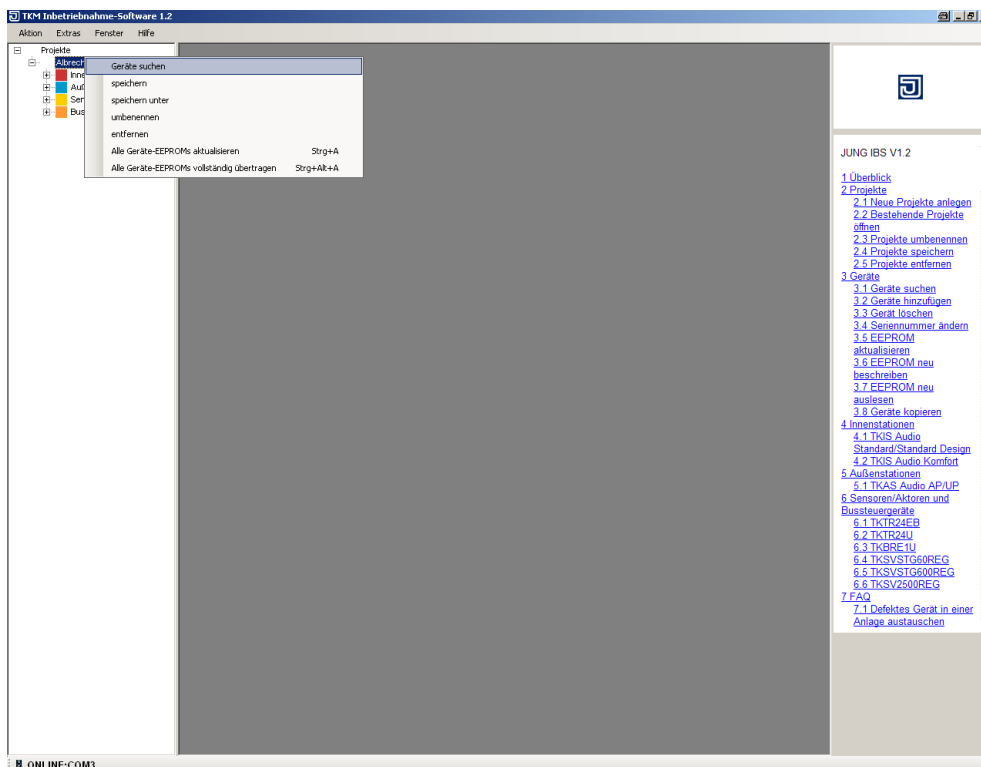 TKM Inbetriebnahme-Software 1.2
Aktion Extras Fenster Hilfe
Projekte
Albrech
Inne
Auß
Sen
Bus
Geräte suchen
speichern
speichern unter
umbenennen
entfernen
Alle Geräte-EEPROMs aktualisieren Strg+A
Alle Geräte-EEPROMs vollständig übertragen Strg+Alt+A
JUNG IBS V1.2
1 Überblick
2 Projekte
2.1 Neue Projekte anlegen
2.2 Bestehende Projekte
öffnen
2.3 Projekte umbenennen
2.4 Projekte speichern
2.5 Projekte entfernen
3 Geräte
3.1 Geräte suchen
3.2 Geräte hinzufügen
3.3 Gerät löschen
3.4 Seriennummer ändern
3.5 EEPROM
aktualisieren
3.6 EEPROM neu
beschreiben
3.7 EEPROM neu
auslesen
3.8 Geräte kopieren
4 Innenstationen
4.1 TKIS Audio
Standard/Standard Design
4.2 TKIS Audio Komfort
5 Außenstationen
5.1 TKAS Audio AP/UP
6 Sensoren/Aktoren und
Bussteuergeräte
6.1 TKTR24EB
6.2 TKTR24U
6.3 TKBRE1U
6.4 TKSVSTG60REG
6.5 TKSVSTG600REG
6.6 TKSV2500REG
7 FAQ
7.1 Defektes Gerät in einer
Anlage austauschen
ONLINE:COM3